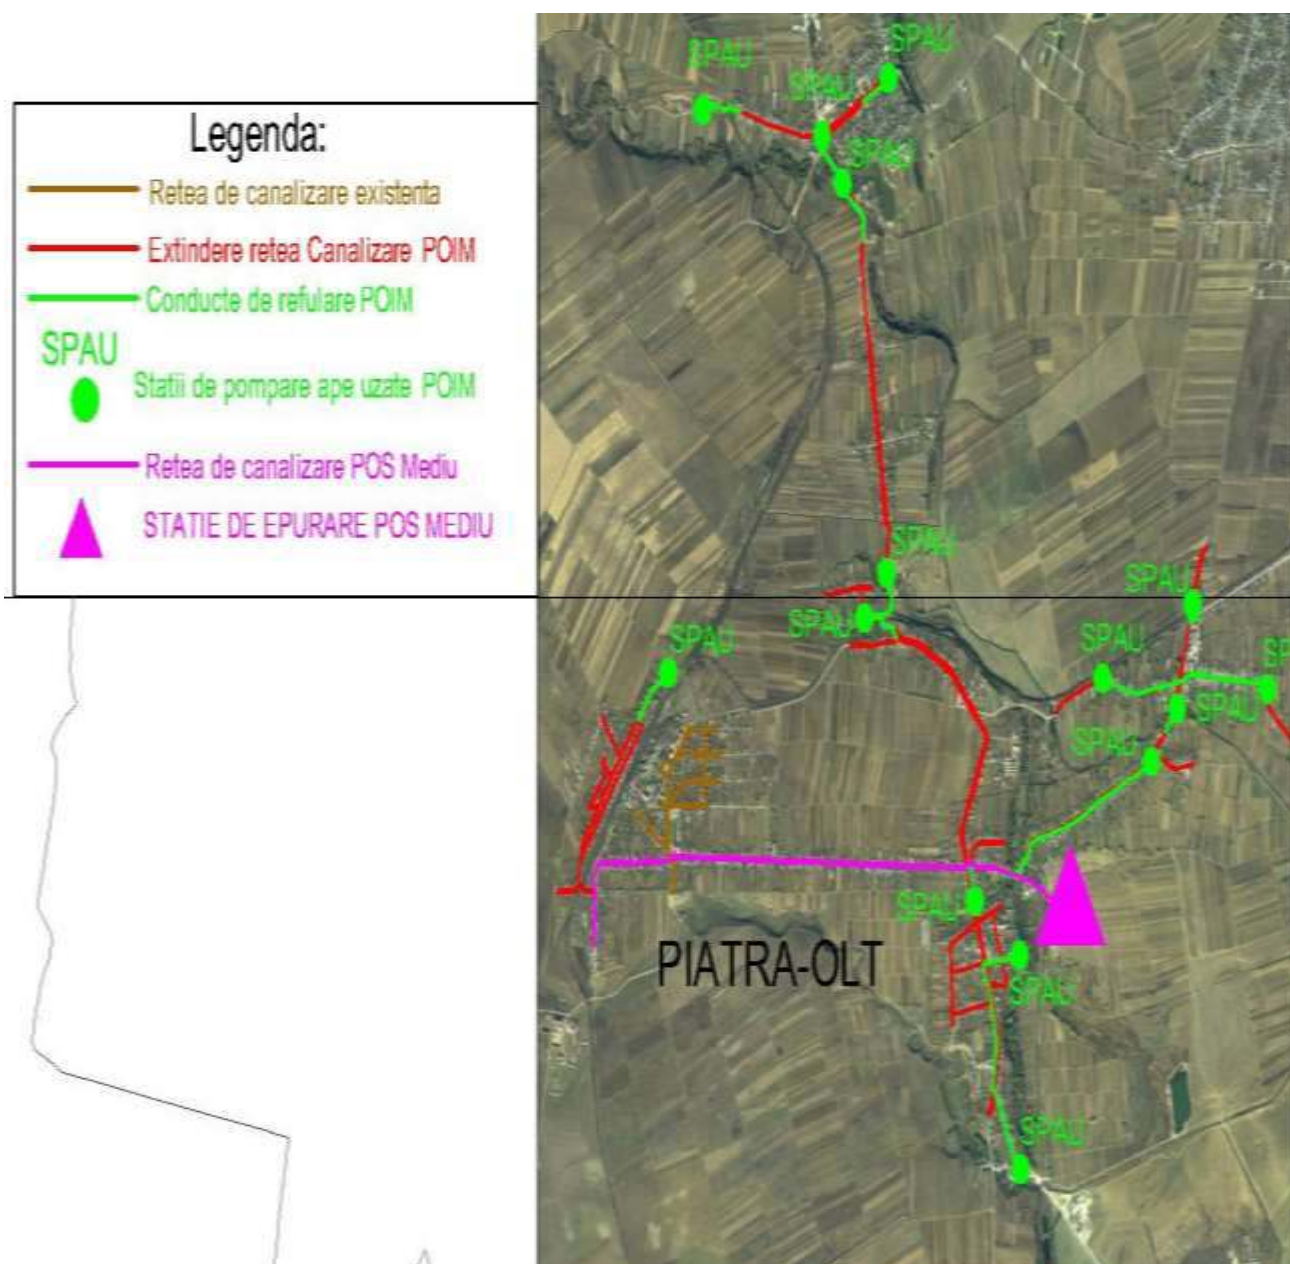 Legenda:
Retea de canalizare existenta
Extindere retea Canalizare POIM
Conducte de refulare POIM
SPAU
Statii de pompare ape uzate POIM
Retea de canalizare POS Mediu
STATIE DE EPURARE POS MEDIU
SPAU
SPAU
SPAU
SPAU
SPAU
SPAU
SPAU
SPAU
SPAU
SP
SPAU
SPAU
SPAU
PIATRA-OLT
SPAU
SPAU